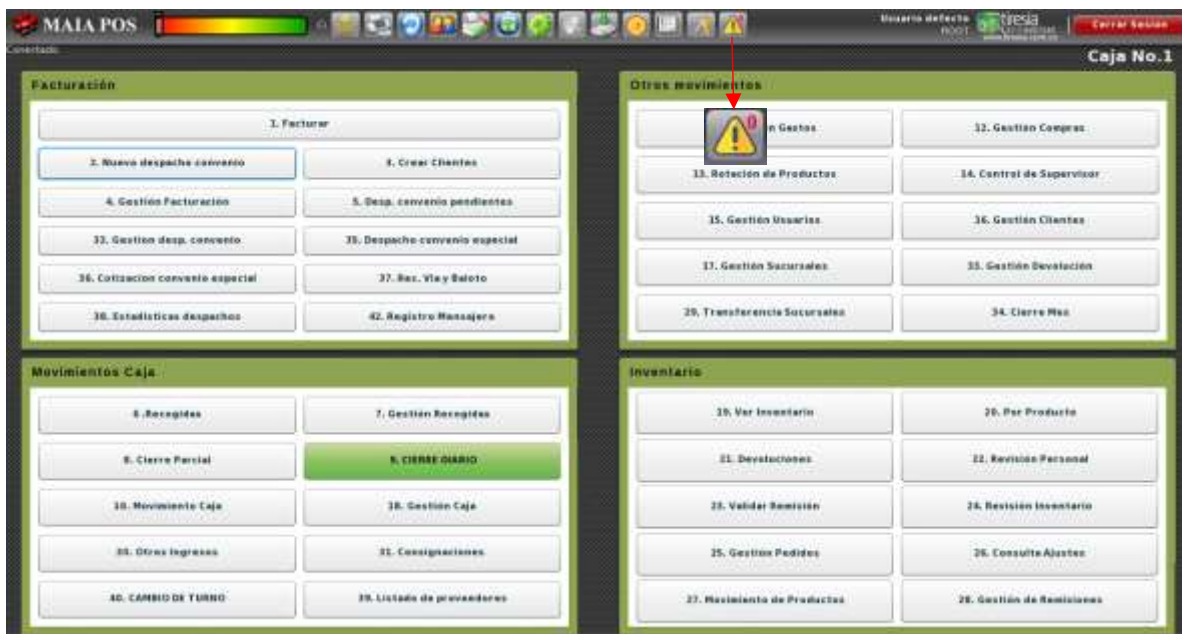 MAIA POS
Usuario defecto
ROOT
tiresia
Cerrar Sesión
Conectado
Caja No.1
Facturación
1. Facturar
2. Nuevo despacho convenio
3. Crear Clientes
4. Gestión Facturación
5. Desp. convenio pendientes
32. Gestion desp. convenio
35. Despacho convenio especial
36. Cotizacion convenio especial
37. Rec. Via y Baloto
38. Estadísticas despachos
42. Registro Mensajero
Otros movimientos
n Gastos
12. Gestión Compras
13. Rotación de Productos
14. Control de Supervisor
15. Gestión Usuarios
16. Gestión Clientes
17. Gestión Sucursales
33. Gestión Devolución
29. Transferencia Sucursales
34. Cierre Mes
Movimientos Caja
6 .Recogidas
7. Gestión Recogidas
8. Cierre Parcial
9. CIERRE DIARIO
10. Movimiento Caja
18. Gestión Caja
30. Otros Ingresos
31. Consignaciones
40. CAMBIO DE TURNO
39. Listado de proveedores
Inventario
19. Ver Inventario
20. Por Producto
21. Devoluciones
22. Revisión Personal
23. Validar Remisión
24. Revisión Inventario
25. Gestión Pedidos
26. Consulta Ajustes
27. Movimiento de Productos
28. Gestión de Remisiones